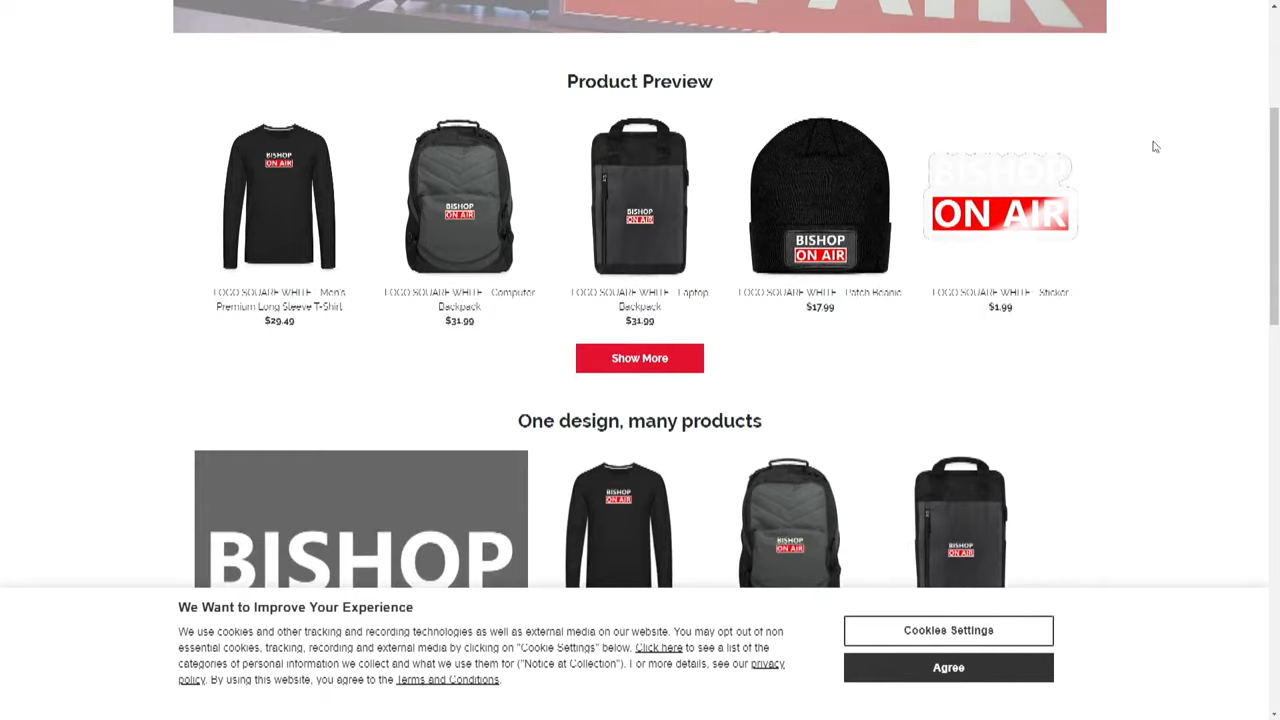 AIR
Product Preview
BISHOP
ON AIR
BISHOP
ON AIR
BISHOP
ON AIR
BISHOP
ON AIR
BISHOP
ON AIR
LOGO SQUARE WHITE - Men's
Premium Long Sleeve T-Shirt
$29.49
LOGO SQUARE WHITE - Computer
Backpack
$31.99
LOGO SQUARE WHITE - Laptop
Backpack
$31.99
LOGO SQUARE WHITE - Patch Beanie
$17.99
LOGO SQUARE WHITE - Sticker
$1.99
Show More
One design, many products
BISHOP
BISHOP
ON AIR
BISHOP
ON AIR
BISHOP
ON AIR
We Want to Improve Your Experience
We use cookies and other tracking and recording technologies as well as external media on our website. You may opt out of non
essential cookies, tracking, recording and external media by clicking on "Cookie Settings" below. Click here to see a list of the
categories of personal information we collect and what we use them for ("Notice at Collection"). For more details, see our privacy
policy. By using this website, you agree to the Terms and Conditions.
Cookies Settings
Agree